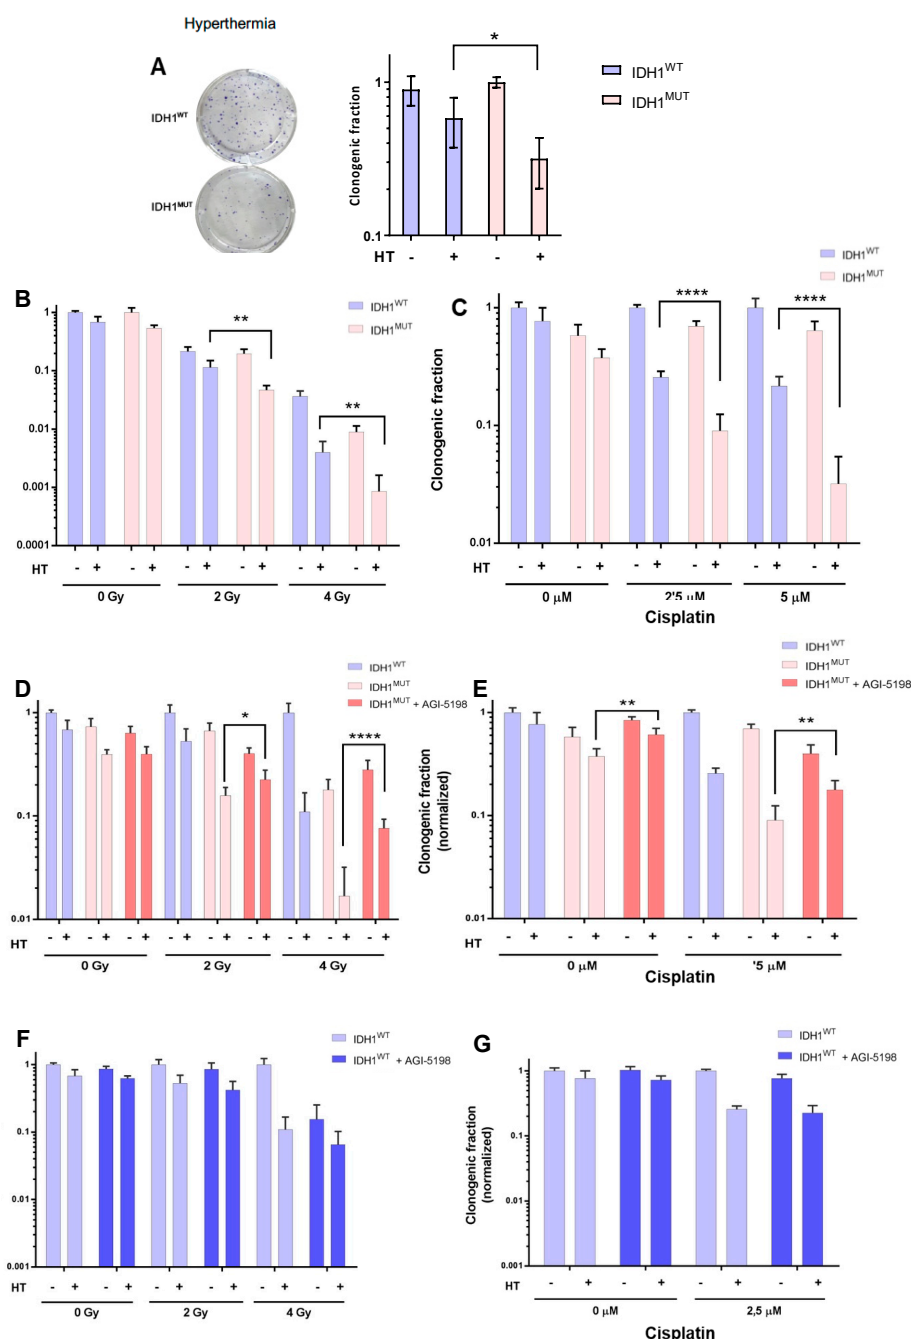 Hyperthermia
A
IDH1WT
IDH1MUT
Clonogenic fraction
1
0.1
*
HT - + - +
IDH1WT
IDH1MUT
B
IDH1WT
IDH1MUT
1
0.1
0.01
0.001
0.0001
**
**
HT - + - + - + - + - + - +
0 Gy 2 Gy 4 Gy
C
IDH1WT
IDH1MUT
Clonogenic fraction
1
0.1
0.01
****
****
HT - + - + - + - + - + - +
0 µM 2'5 µM 5 µM
Cisplatin
D
IDH1WT
IDH1MUT
IDH1MUT + AGI-5198
1
0.1
0.01
*
****
HT - + - + - + - + - + - + - + - + - +
0 Gy 2 Gy 4 Gy
E
IDH1WT
IDH1MUT
IDH1MUT + AGI-5198
Clonogenic fraction
(normalized)
1
0.1
0.01
**
**
HT - + - + - + - + - + - +
0 µM '5 µM
Cisplatin
F
IDH1WT
IDH1WT + AGI-5198
1
0.1
0.01
0.001
HT - + - + - + - + - + - +
0 Gy 2 Gy 4 Gy
G
IDH1WT
IDH1WT + AGI-5198
Clonogenic fraction
(normalized)
1
0.1
0.01
0.001
HT - + - + - + - +
0 µM 2,5 µM
Cisplatin